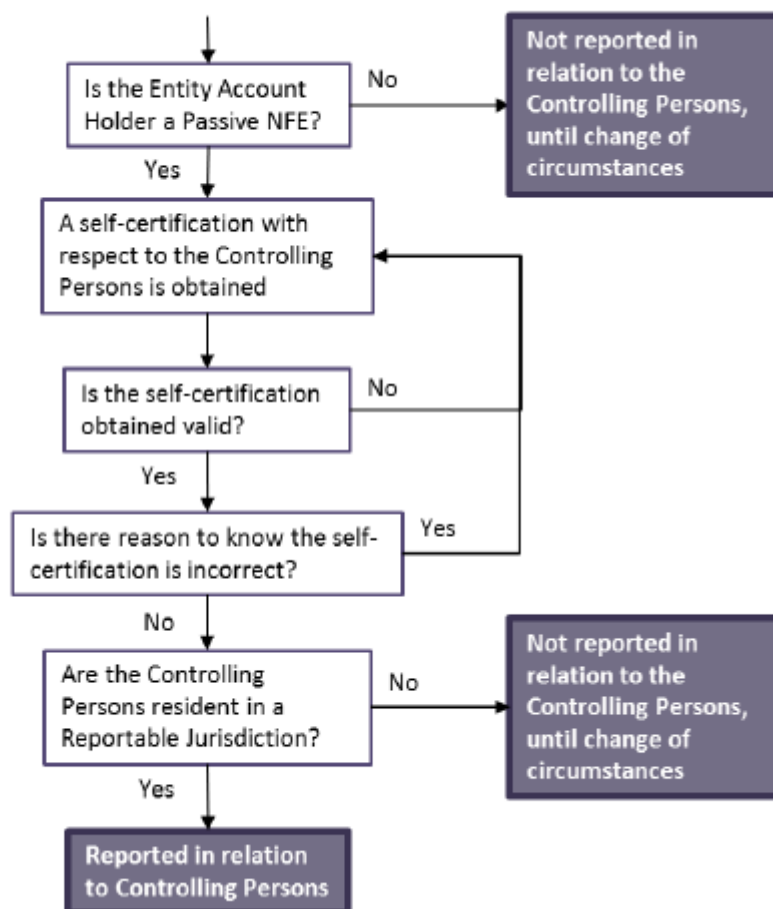 Is the Entity Account
Holder a Passive NFE?
No
Not reported in
relation to the
Controlling Persons,
until change of
circumstances
Yes
A self-certification with
respect to the Controlling
Persons is obtained
Is the self-certification
obtained valid?
No
Yes
Is there reason to know the self-
certification is incorrect?
Yes
No
Are the Controlling
Persons resident in a
Reportable Jurisdiction?
No
Not reported in
relation to the
Controlling Persons,
until change of
circumstances
Yes
Reported in relation
to Controlling Persons